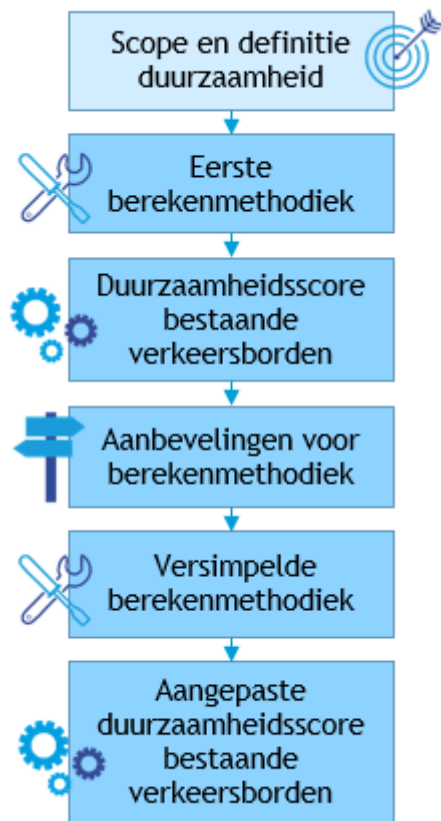 Scope en definitie
duurzaamheid
Eerste
berekenmethodiek
Duurzaamheidsscore
bestaande
verkeersborden
Aanbevelingen voor
berekenmethodiek
Versimpelde
berekenmethodiek
Aangepaste
duurzaamheidsscore
bestaande
verkeersborden